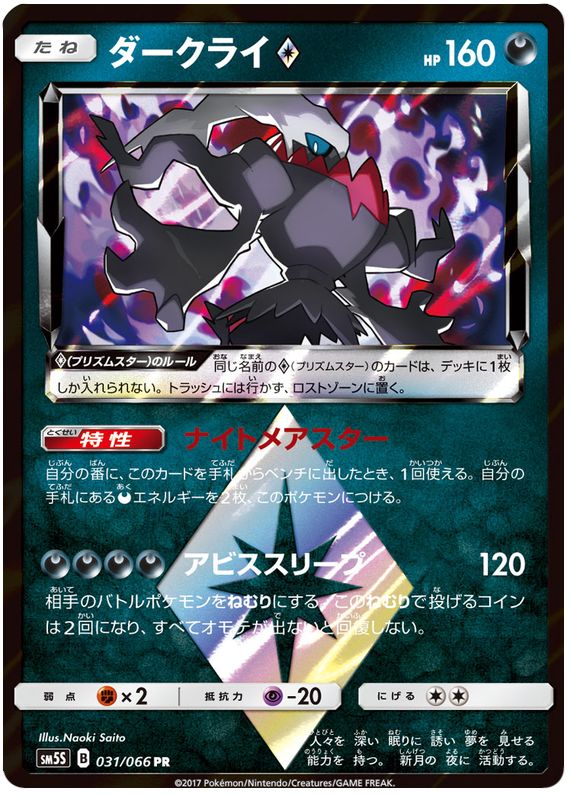 たね ダークライ◇ HP 160
◇(プリズムスター)のルール 同じ名前の◇(プリズムスター)のカードは、デッキに1枚
しか入れられない。トラッシュには行かず、ロストゾーンに置く。
特性 ナイトメアスター
自分の番に、このカードを手札からベンチに出したとき、1回使える。自分の
手札にあるエネルギーを2枚、このポケモンにつける。
アビススリープ 120
相手のバトルポケモンをねむりにする。このねむりで投げるコイン
は2回になり、すべてオモテが出ないと回復しない。
弱点 ×2 抵抗力 -20 にげる
Illus.Naoki Saito
人々を 深い 眠りに 誘い 夢を 見せる
能力を 持つ。 新月の 夜に 活動する。
SM5S B 031/066 PR
©2017 Pokémon/Nintendo/Creatures/GAME FREAK.